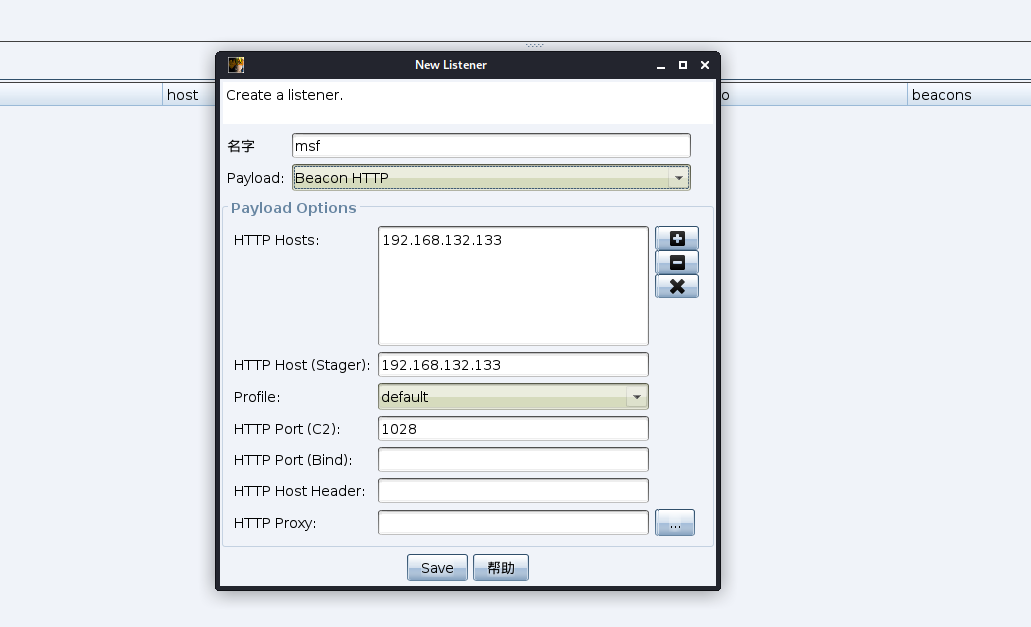 New Listener
host
o
beacons
Create a listener.
名字 msf
Payload: Beacon HTTP
Payload Options
HTTP Hosts: 192.168.132.133
HTTP Host (Stager): 192.168.132.133
Profile: default
HTTP Port (C2): 1028
HTTP Port (Bind):
HTTP Host Header:
HTTP Proxy: ...
Save 帮助